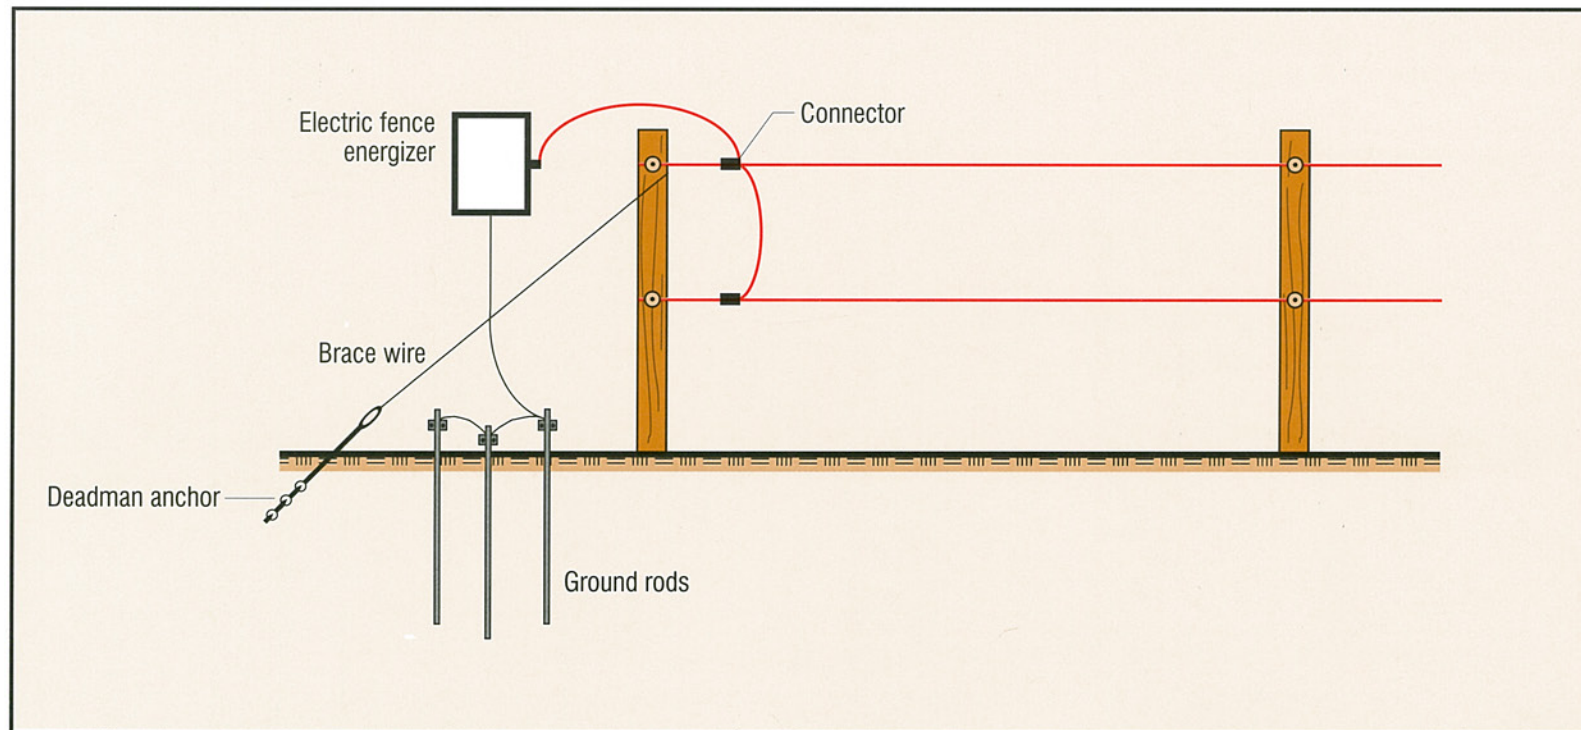 Electric fence
energizer
Connector
Brace wire
Deadman anchor
Ground rods